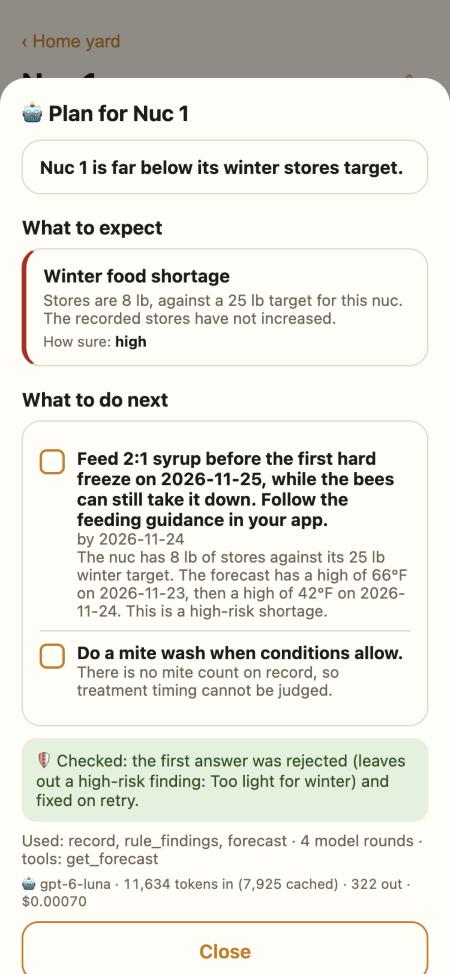 ‹ Home yard
Nuc 1
🤖 Plan for Nuc 1
Nuc 1 is far below its winter stores target.
What to expect
Winter food shortage
Stores are 8 lb, against a 25 lb target for this nuc.
The recorded stores have not increased.
How sure: high
What to do next
Feed 2:1 syrup before the first hard
freeze on 2026-11-25, while the bees
can still take it down. Follow the
feeding guidance in your app.
by 2026-11-24
The nuc has 8 lb of stores against its 25 lb
winter target. The forecast has a high of 66°F
on 2026-11-23, then a high of 42°F on 2026-
11-24. This is a high-risk shortage.
Do a mite wash when conditions allow.
There is no mite count on record, so
treatment timing cannot be judged.
🛡️ Checked: the first answer was rejected (leaves
out a high-risk finding: Too light for winter) and
fixed on retry.
Used: record, rule_findings, forecast · 4 model rounds ·
tools: get_forecast
🤖 gpt-6-luna · 11,634 tokens in (7,925 cached) · 322 out ·
$0.00070
Close